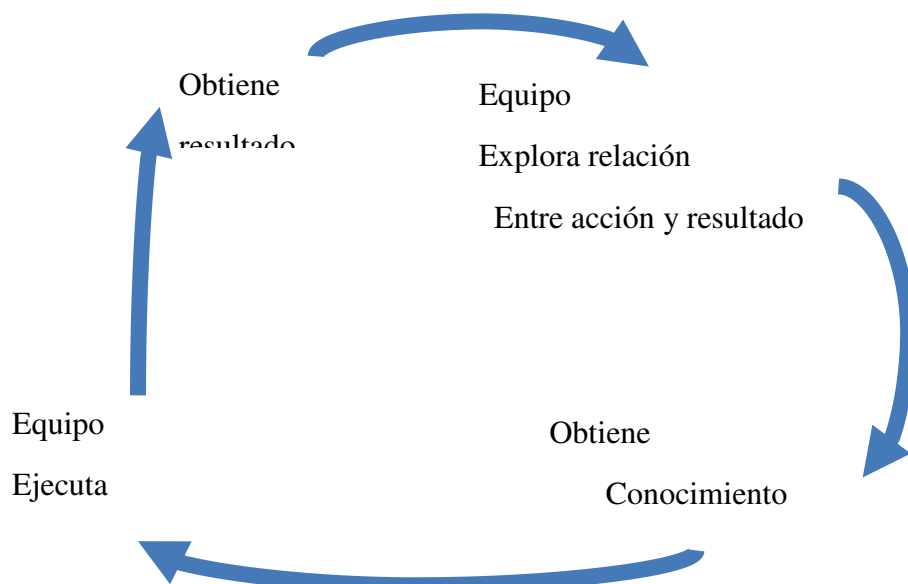 Obtiene
resultado
Equipo
Explora relación
Entre acción y resultado
Equipo
Ejecuta
Obtiene
Conocimiento